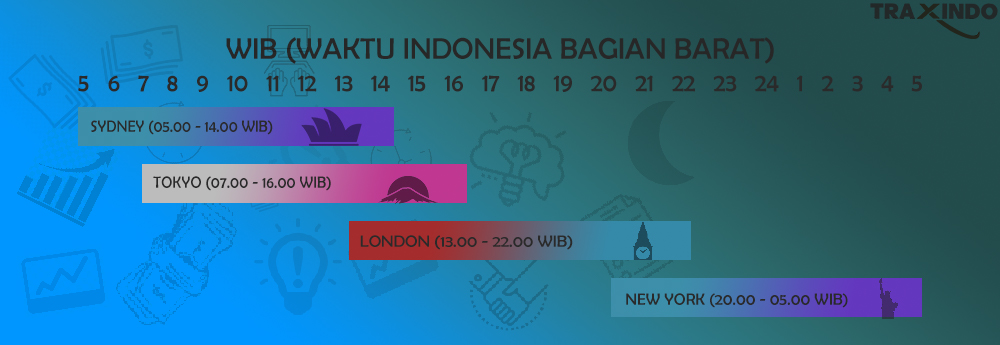 TRAXINDO
WIB (WAKTU INDONESIA BAGIAN BARAT)
5 6 7 8 9 10 11 12 13 14 15 16 17 18 19 20 21 22 23 24 1 2 3 4 5
SYDNEY (05.00 - 14.00 WIB)
TOKYO (07.00 - 16.00 WIB)
LONDON (13.00 - 22.00 WIB)
NEW YORK (20.00 - 05.00 WIB)